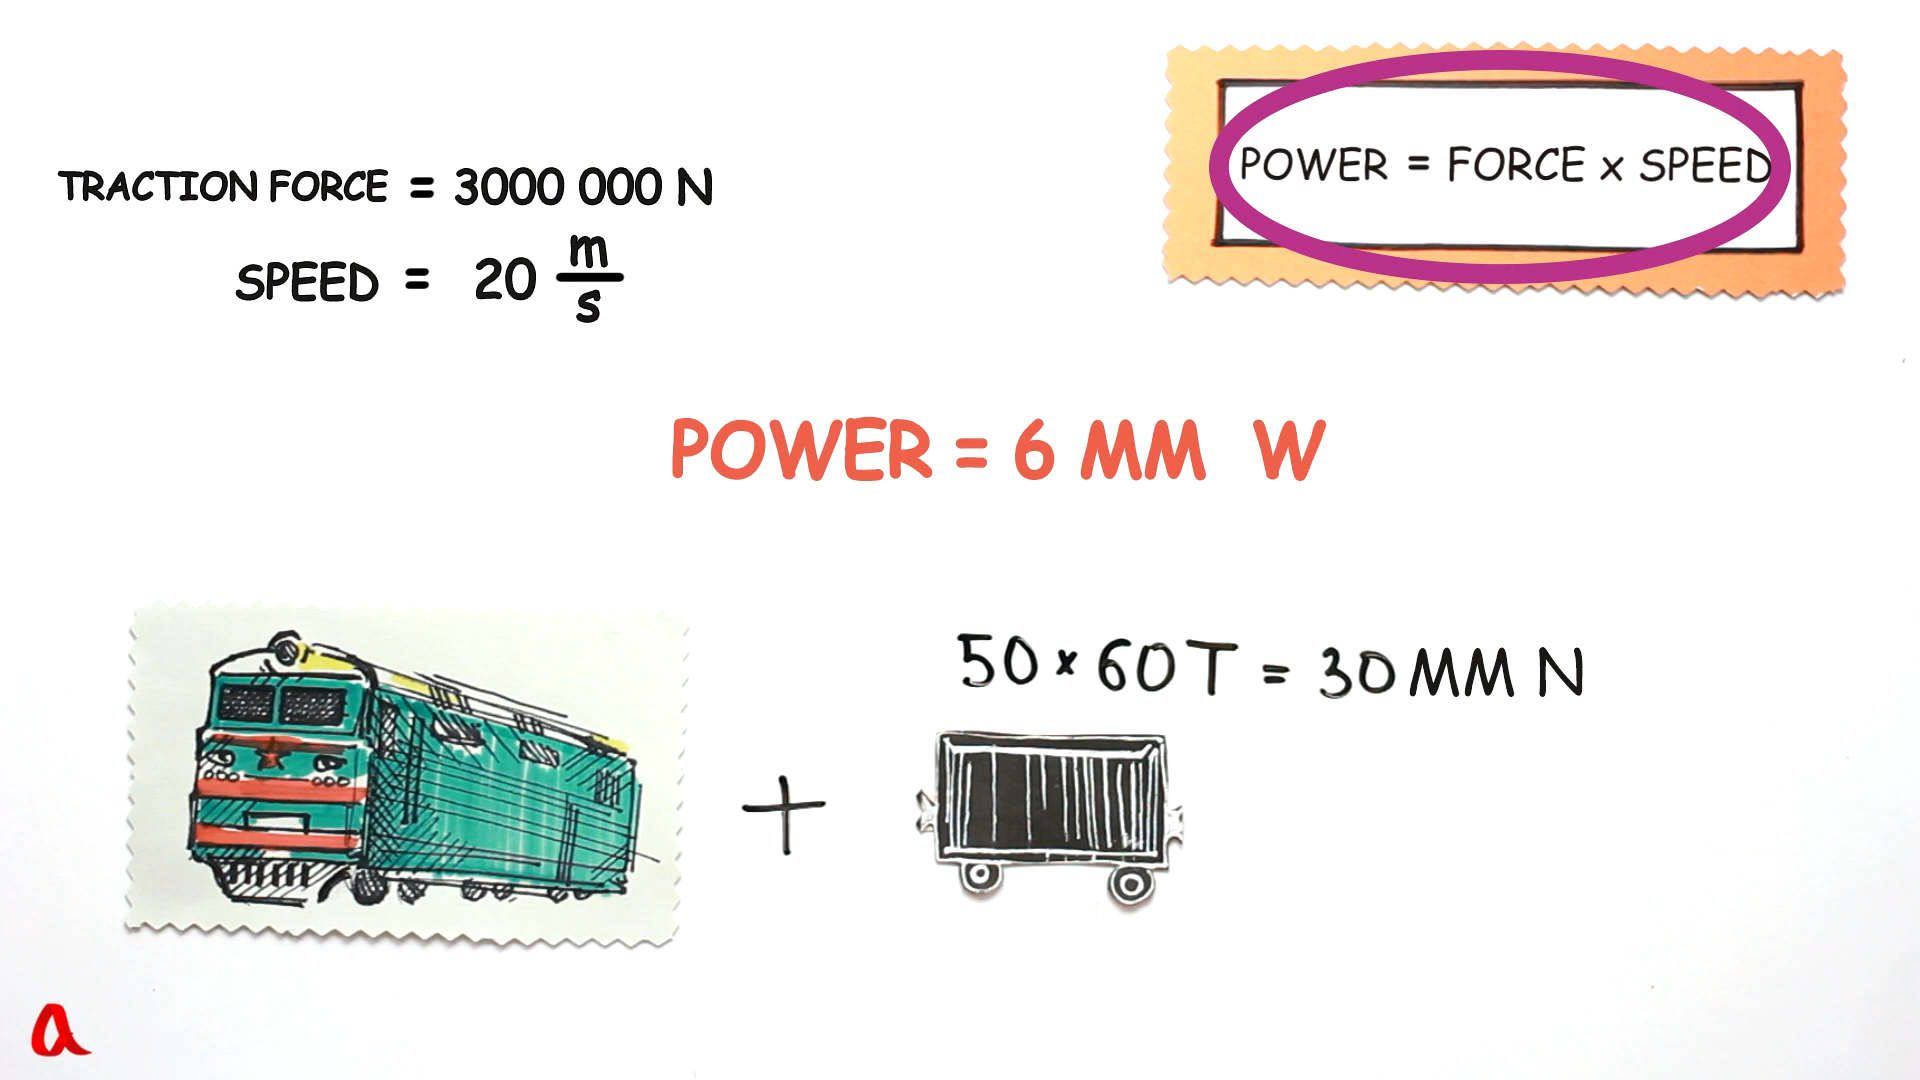 POWER = FORCE x SPEED
TRACTION FORCE = 3000 000 N
SPEED = 20 m/s
POWER = 6 MM W
50 x 60 T = 30 MM N
+
a